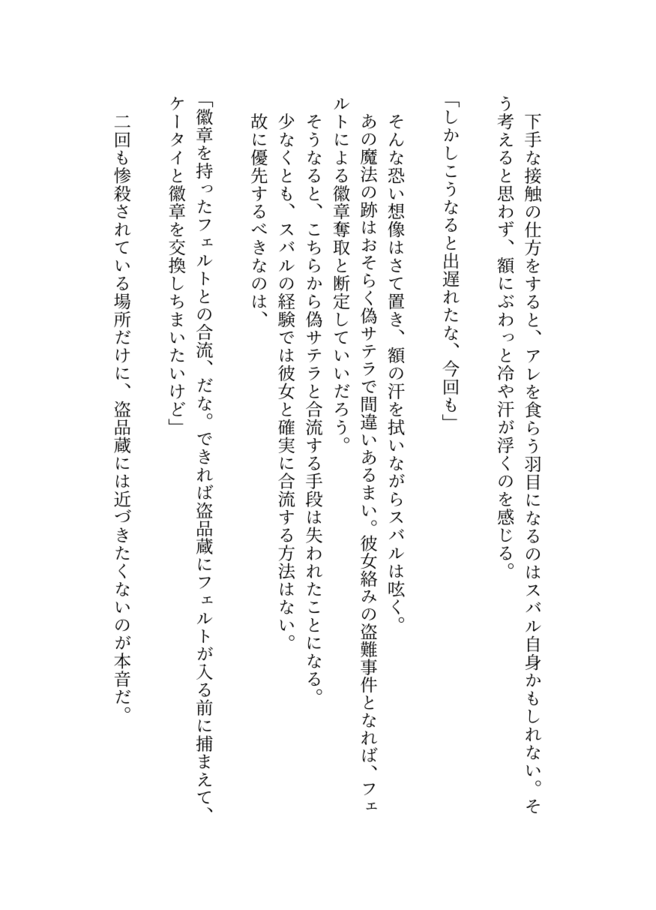 下手な接触の仕方をすると、アレを食らう羽目になるのはスバル自身かもしれない。そ
う考えると思わず、額にぶわっと冷や汗が浮くのを感じる。
「しかしこうなると出遅れたな、今回も」
そんな恐い想像はさて置き、額の汗を拭いながらスバルは呟く。
あの魔法の跡はおそらく偽サテラで間違いあるまい。彼女絡みの盗難事件となれば、フェ
ルトによる徽章奪取と断定していいだろう。
そうなると、こちらから偽サテラと合流する手段は失われたことになる。
少なくとも、スバルの経験では彼女と確実に合流する方法はない。
故に優先するべきなのは、
「徽章を持ったフェルトとの合流、だな。できれば盗品蔵にフェルトが入る前に捕まえて、
ケータイと徽章を交換しちまいたいけど」
二回も惨殺されている場所だけに、盗品蔵には近づきたくないのが本音だ。